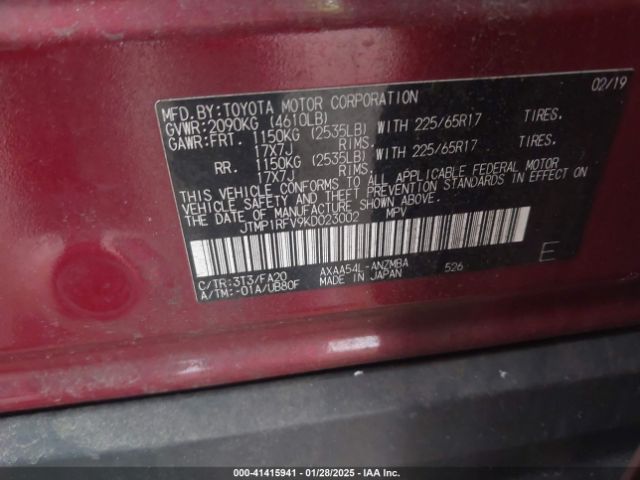 MFD.BY:TOYOTA MOTOR CORPORATION 02/19
GVWR:2090KG (4610LB)
GAWR:FRT. 1150KG (2535LB) WITH 225/65R17 TIRES.
17X7J RIMS.
RR. 1150KG (2535LB) WITH 225/65R17 TIRES.
17X7J RIMS.
THIS VEHICLE CONFORMS TO ALL APPLICABLE FEDERAL MOTOR
VEHICLE SAFETY AND THEFT PREVENTION STANDARDS IN EFFECT ON
THE DATE OF MANUFACTURE SHOWN ABOVE.
JTMP1RFV9K0023002 MPV
C/TR:3T3/FA20 AXAA54L-ANZMBA 526 E
A/TM:-01A/UB80F MADE IN JAPAN
000-41415941 | 01/28/2025 | IAA Inc.